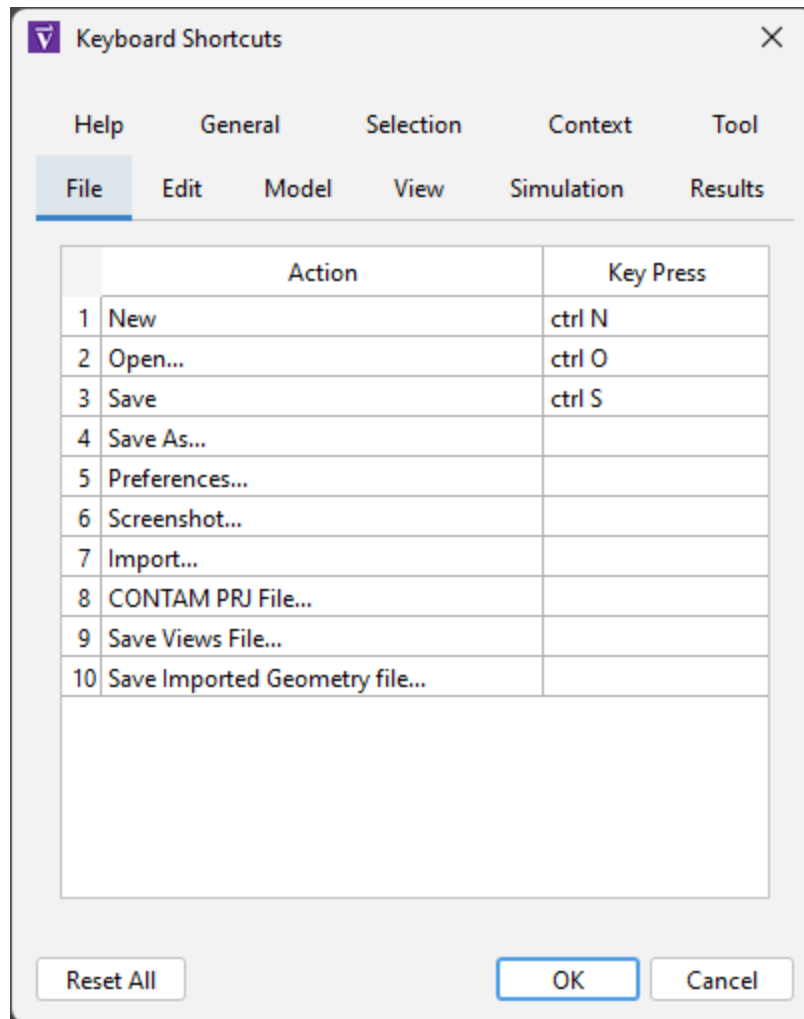 Keyboard Shortcuts
Help General Selection Context Tool
File Edit Model View Simulation Results
Action Key Press
1 New ctrl N
2 Open... ctrl O
3 Save ctrl S
4 Save As...
5 Preferences...
6 Screenshot...
7 Import...
8 CONTAM PRJ File...
9 Save Views File...
10 Save Imported Geometry file...
Reset All OK Cancel